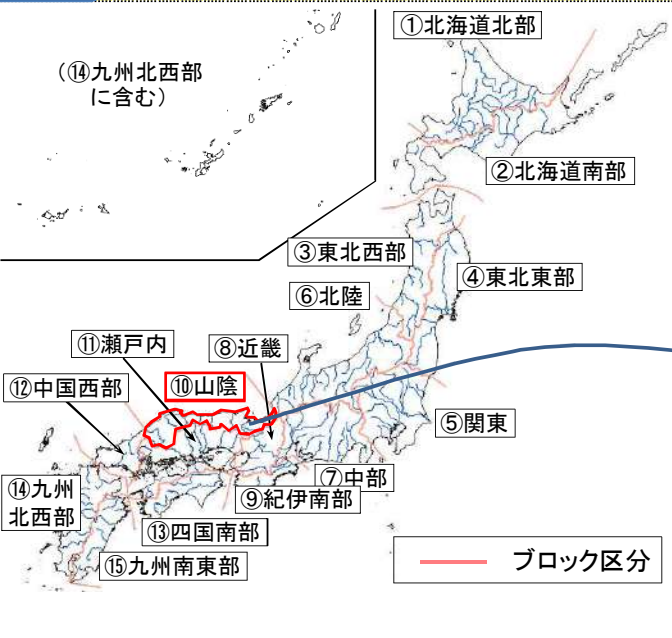 ①北海道北部
(⑭九州北西部
に含む)
②北海道南部
③東北西部
④東北東部
⑥北陸
⑪瀬戸内
⑧近畿
⑫中国西部
⑩山陰
⑤関東
⑦中部
⑭九州
北西部
⑨紀伊南部
⑬四国南部
⑮九州南東部
ブロック区分